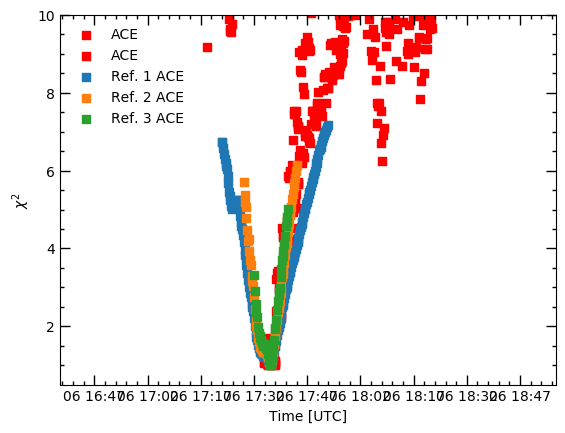 10
8
6
4
2
χ²
ACE
ACE
Ref. 1 ACE
Ref. 2 ACE
Ref. 3 ACE
06 16:47 06 17:02 06 17:17 06 17:32 06 17:47 06 18:02 06 18:17 06 18:32 06 18:47
Time [UTC]